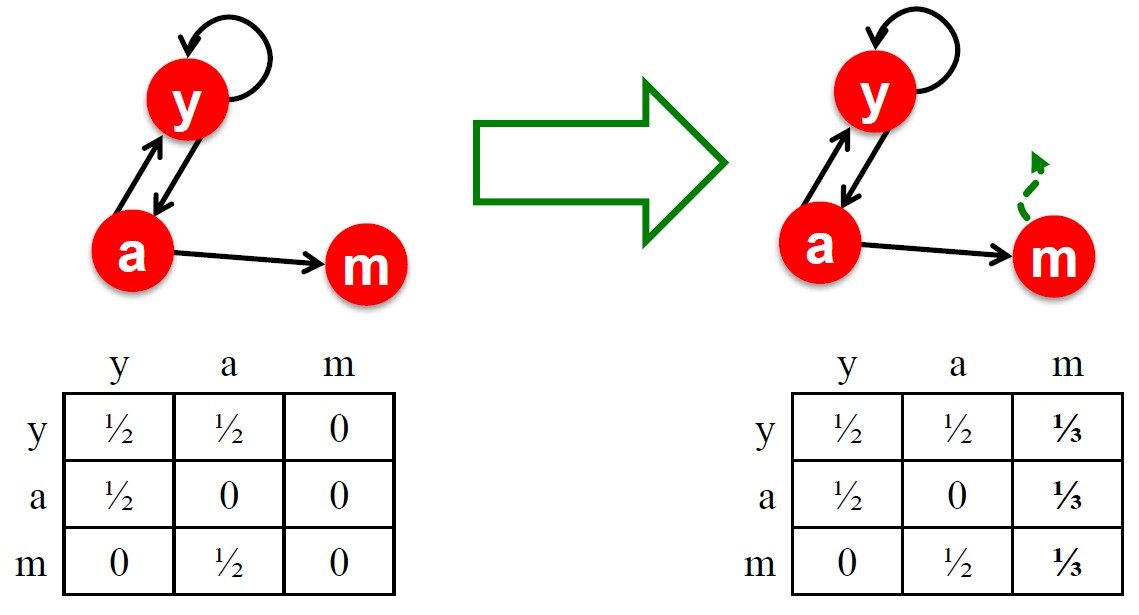 y
y
a
m
a
m
y a m
y ½ ½ 0
a ½ 0 0
m 0 ½ 0
y a m
y ½ ½ ⅓
a ½ 0 ⅓
m 0 ½ ⅓